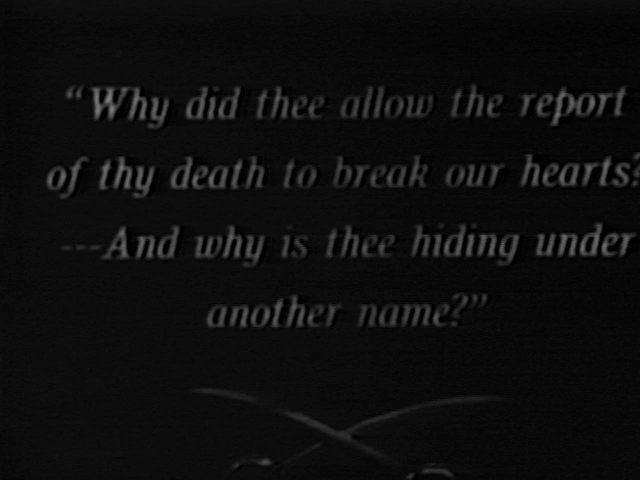 “Why did thee allow the report
of thy death to break our hearts?
---And why is thee hiding under
another name?”